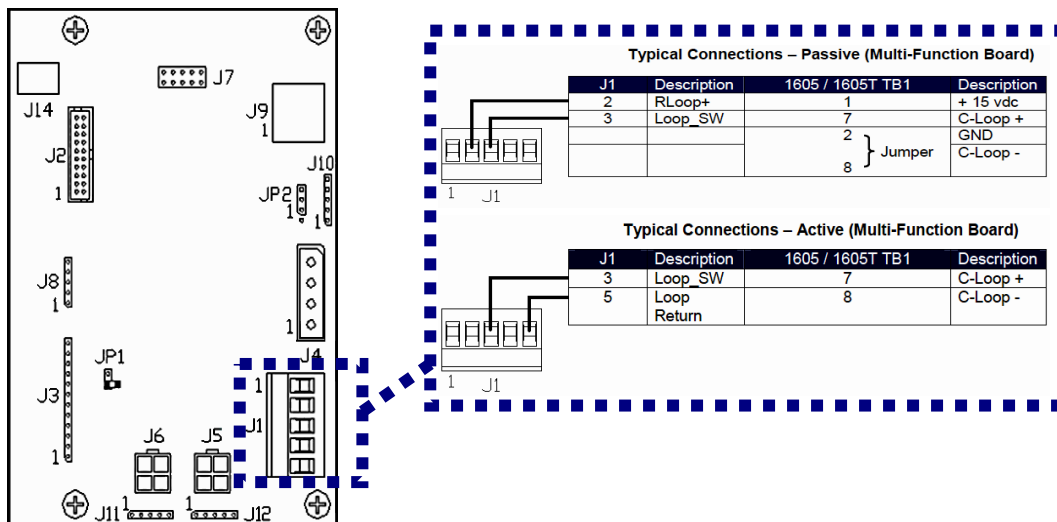 J14
J7
J9
1
J2
1
J10
JP2
1
1
J8
1
1
J4
JP1
J3
1
1
J1
J6
J5
1
1
J11
J12
Typical Connections – Passive (Multi-Function Board)
J1 Description 1605 / 1605T TB1 Description
2 RLoop+ 1 + 15 vdc
3 Loop_SW 7 C-Loop +
2 GND
Jumper C-Loop -
8
1 J1
Typical Connections – Active (Multi-Function Board)
J1 Description 1605 / 1605T TB1 Description
3 Loop_SW 7 C-Loop +
5 Loop 8 C-Loop -
Return
1 J1